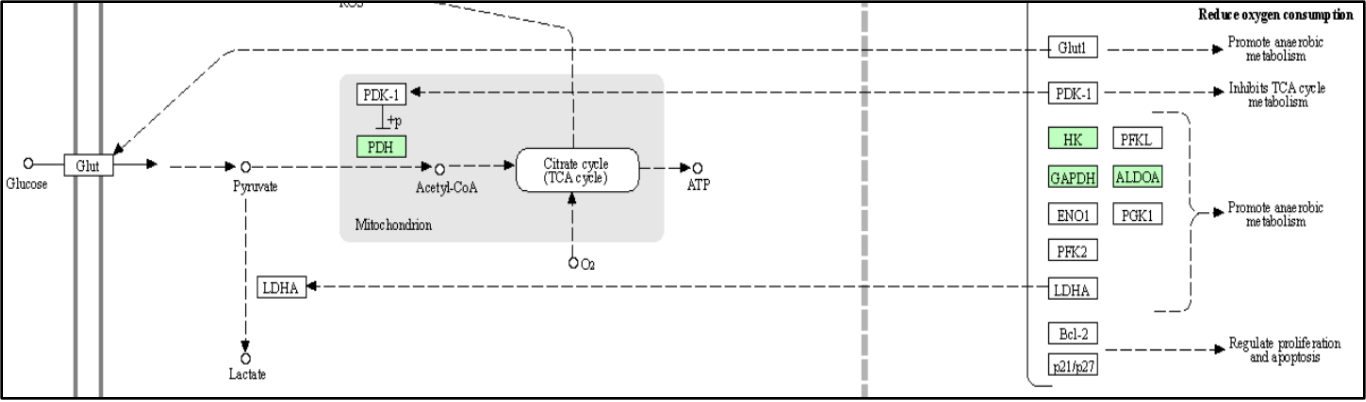 ROS
Reduce oxygen consumption
Glut1
Promote anaerobic
metabolism
PDK-1
PDK-1
Inhibits TCA cycle
metabolism
+p
PDH
HK
PFKL
Glut
Glucose
Pyruvate
Acetyl-CoA
Citrate cycle
(TCA cycle)
ATP
GAPDH
ALDOA
Mitochondrion
ENO1
PGK1
Promote anaerobic
metabolism
PFK2
O2
LDHA
LDHA
Bcl-2
p21/p27
Regulate proliferation
and apoptosis
Lactate